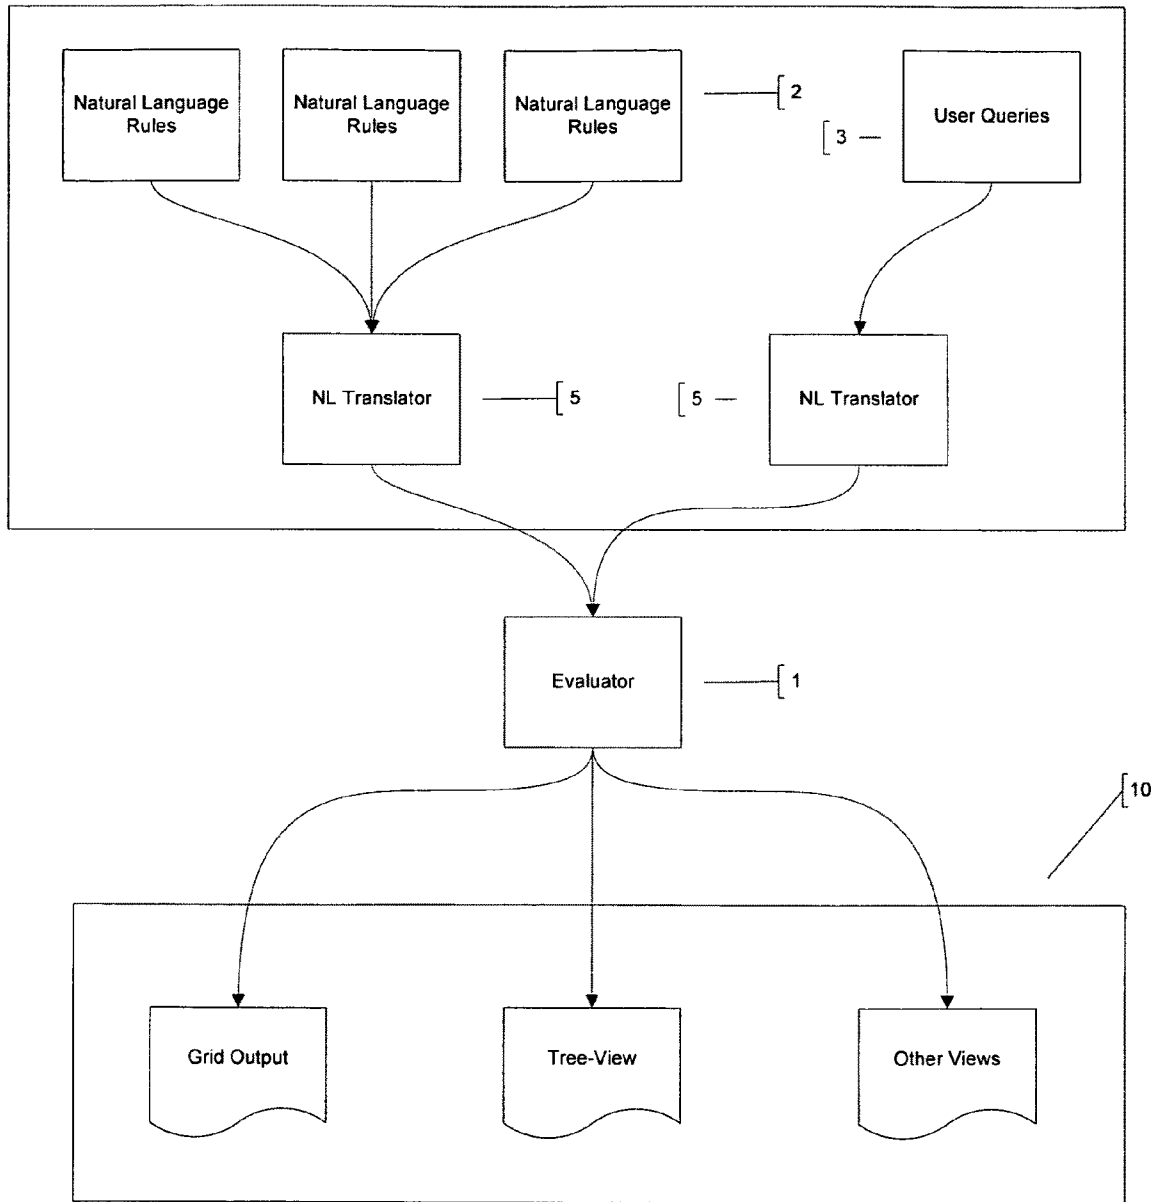 Natural Language
Rules
Natural Language
Rules
Natural Language
Rules
2
3
User Queries
NL Translator
5
5
NL Translator
Evaluator
1
10
Grid Output
Tree-View
Other Views